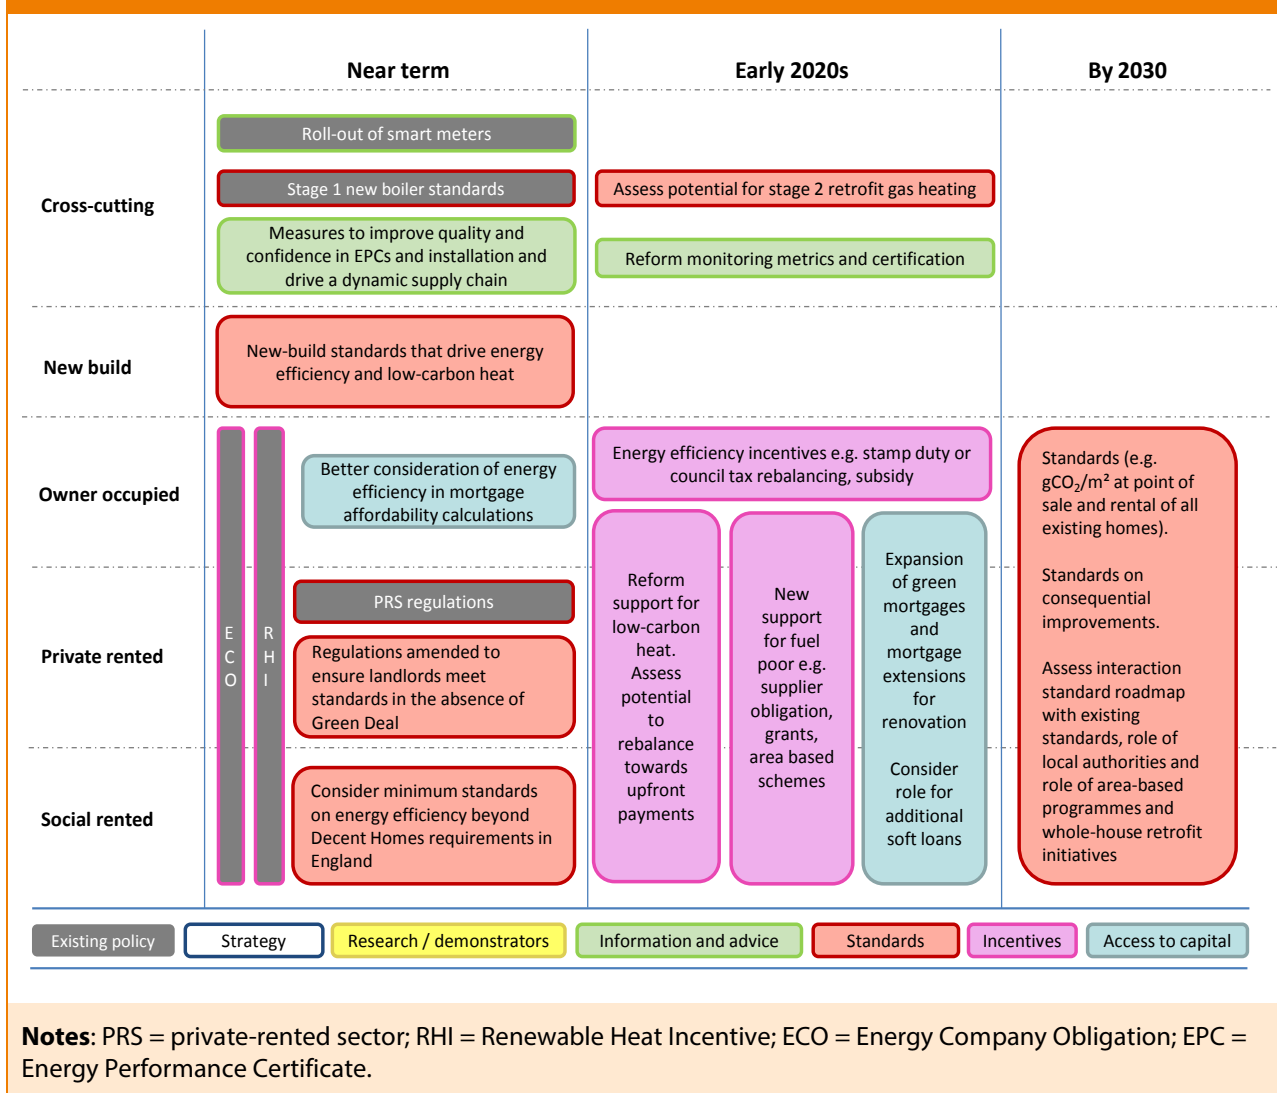 Near term
Early 2020s
By 2030
Cross-cutting
Roll-out of smart meters
Stage 1 new boiler standards
Measures to improve quality and
confidence in EPCs and installation and
drive a dynamic supply chain
Assess potential for stage 2 retrofit gas heating
Reform monitoring metrics and certification
New build
New-build standards that drive energy
efficiency and low-carbon heat
Owner occupied
Private rented
Social rented
E
C
O
R
H
I
Better consideration of energy
efficiency in mortgage
affordability calculations
PRS regulations
Regulations amended to
ensure landlords meet
standards in the absence of
Green Deal
Consider minimum standards
on energy efficiency beyond
Decent Homes requirements in
England
Energy efficiency incentives e.g. stamp duty or
council tax rebalancing, subsidy
Reform
support for
low-carbon
heat.
Assess
potential
to
rebalance
towards
upfront
payments
New
support
for fuel
poor e.g.
supplier
obligation,
grants,
area based
schemes
Expansion
of green
mortgages
and
mortgage
extensions
for
renovation
Consider
role for
additional
soft loans
Standards (e.g.
gCO₂/m² at point of
sale and rental of all
existing homes).
Standards on
consequential
improvements.
Assess interaction
standard roadmap
with existing
standards, role of
local authorities and
role of area-based
programmes and
whole-house retrofit
initiatives
Existing policy
Strategy
Research / demonstrators
Information and advice
Standards
Incentives
Access to capital
Notes: PRS = private-rented sector; RHI = Renewable Heat Incentive; ECO = Energy Company Obligation; EPC =
Energy Performance Certificate.